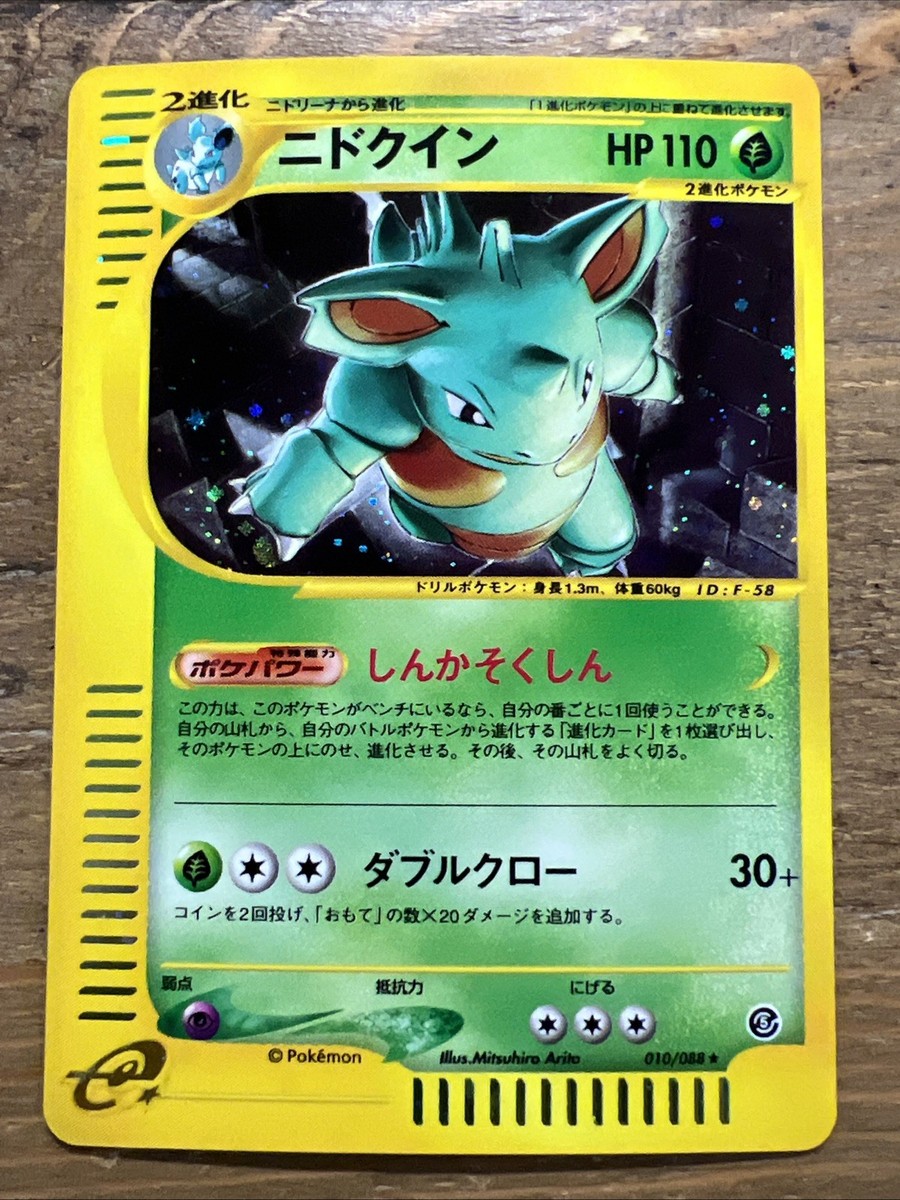 2進化 ニドリーナから進化 「1進化ポケモン」の上に重ねて進化させます。
ニドクイン HP 110
2進化ポケモン
ドリルポケモン：身長1.3m、体重60kg ID:F-58
特殊能力
ポケパワー しんかそくしん
この力は、このポケモンがベンチにいるなら、自分の番ごとに1回使うことができる。
自分の山札から、自分のバトルポケモンから進化する「進化カード」を1枚選び出し、
そのポケモンの上にのせ、進化させる。その後、その山札をよく切る。
ダブルクロー 30+
コインを2回投げ、「おもて」の数×20ダメージを追加する。
弱点 抵抗力 にげる
5
©Pokémon Illus.Mitsuhiro Arita 010/088★
e